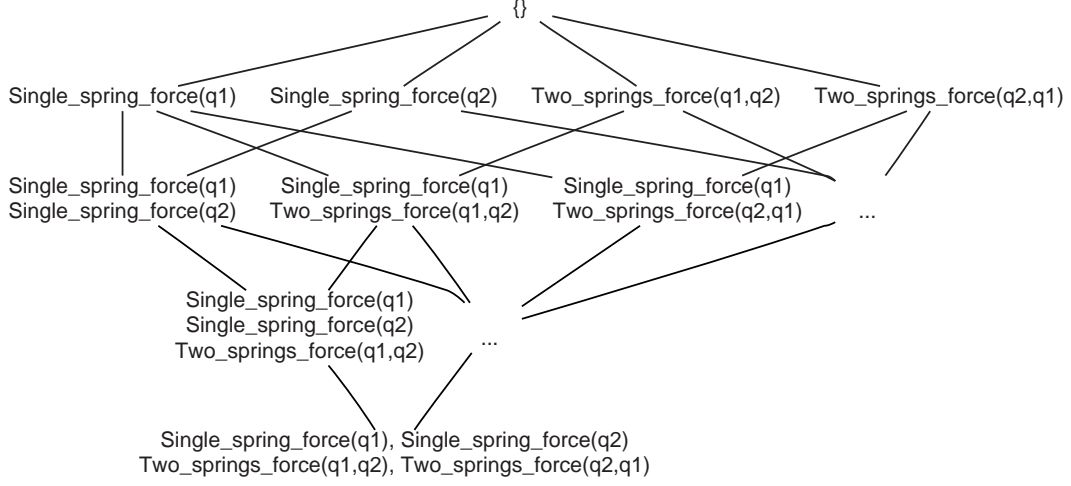 {}
Single_spring_force(q1) Single_spring_force(q2) Two_springs_force(q1,q2) Two_springs_force(q2,q1)
Single_spring_force(q1) Single_spring_force(q1) Single_spring_force(q1)
Single_spring_force(q2) Two_springs_force(q1,q2) Two_springs_force(q2,q1) ...
Single_spring_force(q1)
Single_spring_force(q2)
Two_springs_force(q1,q2) ...
Single_spring_force(q1), Single_spring_force(q2)
Two_springs_force(q1,q2), Two_springs_force(q2,q1)